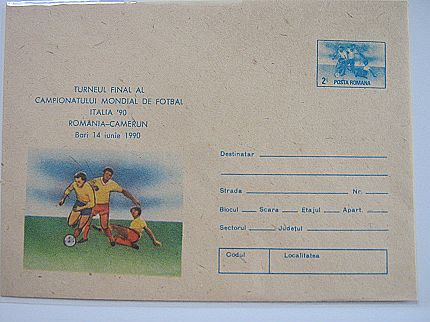 TURNEUL FINAL AL
CAMPIONATULUI MONDIAL DE FOTBAL
ITALIA '90
ROMÂNIA-CAMERUN
Bari 14 iunie 1990
2L POSTA ROMANA
Destinatar
Strada Nr.
Blocul Scara Etajul Apart.
Sectorul Județul
Codul Localitatea